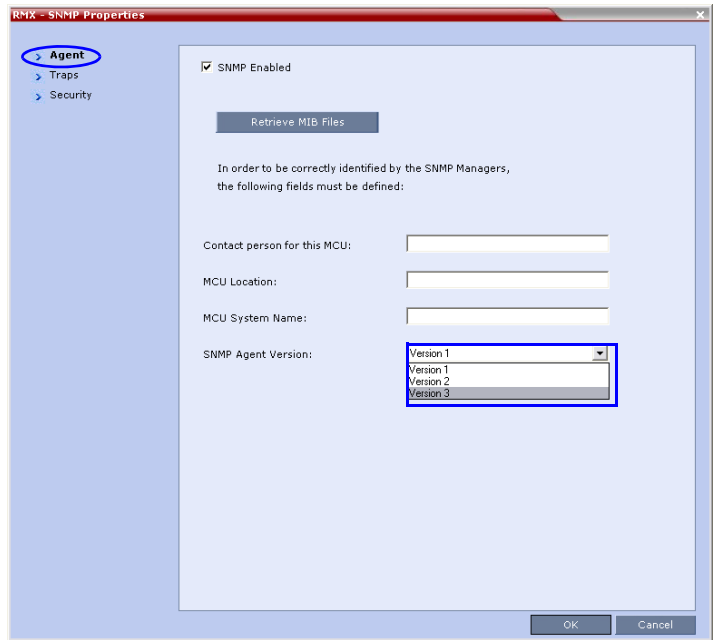 RMX - SNMP Properties
Agent
Traps
Security
SNMP Enabled
Retrieve MIB Files
In order to be correctly identified by the SNMP Managers,
the following fields must be defined:
Contact person for this MCU:
MCU Location:
MCU System Name:
SNMP Agent Version:
Version 1
Version 1
Version 2
Version 3
OK
Cancel